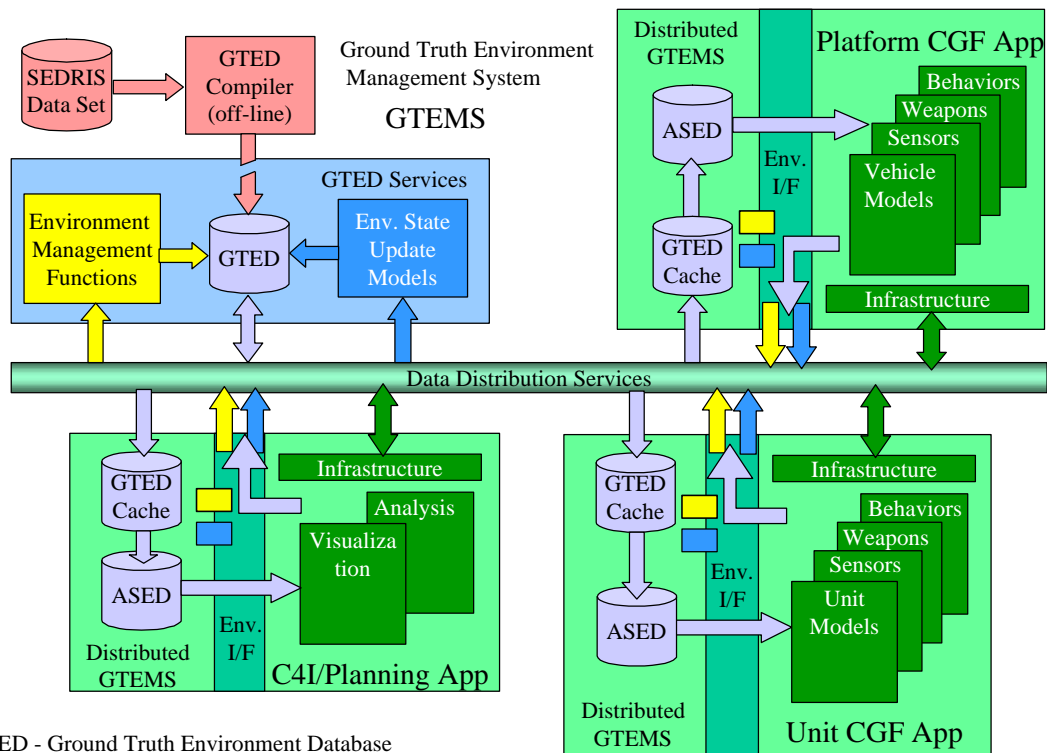 SEDRIS
Data Set
GTED
Compiler
(off-line)
Ground Truth Environment
Management System
GTEMS
GTED Services
Environment
Management
Functions
GTED
Env. State
Update
Models
Distributed
GTEMS
Platform CGF App
ASED
GTED
Cache
Env.
I/F
Behaviors
Weapons
Sensors
Vehicle
Models
Infrastructure
Data Distribution Services
GTED
Cache
ASED
Distributed
GTEMS
Env.
I/F
Infrastructure
Analysis
Visualiza
tion
C4I/Planning App
GTED
Cache
ASED
Distributed
GTEMS
Env.
I/F
Infrastructure
Behaviors
Weapons
Sensors
Unit
Models
Unit CGF App
ED - Ground Truth Environment Database